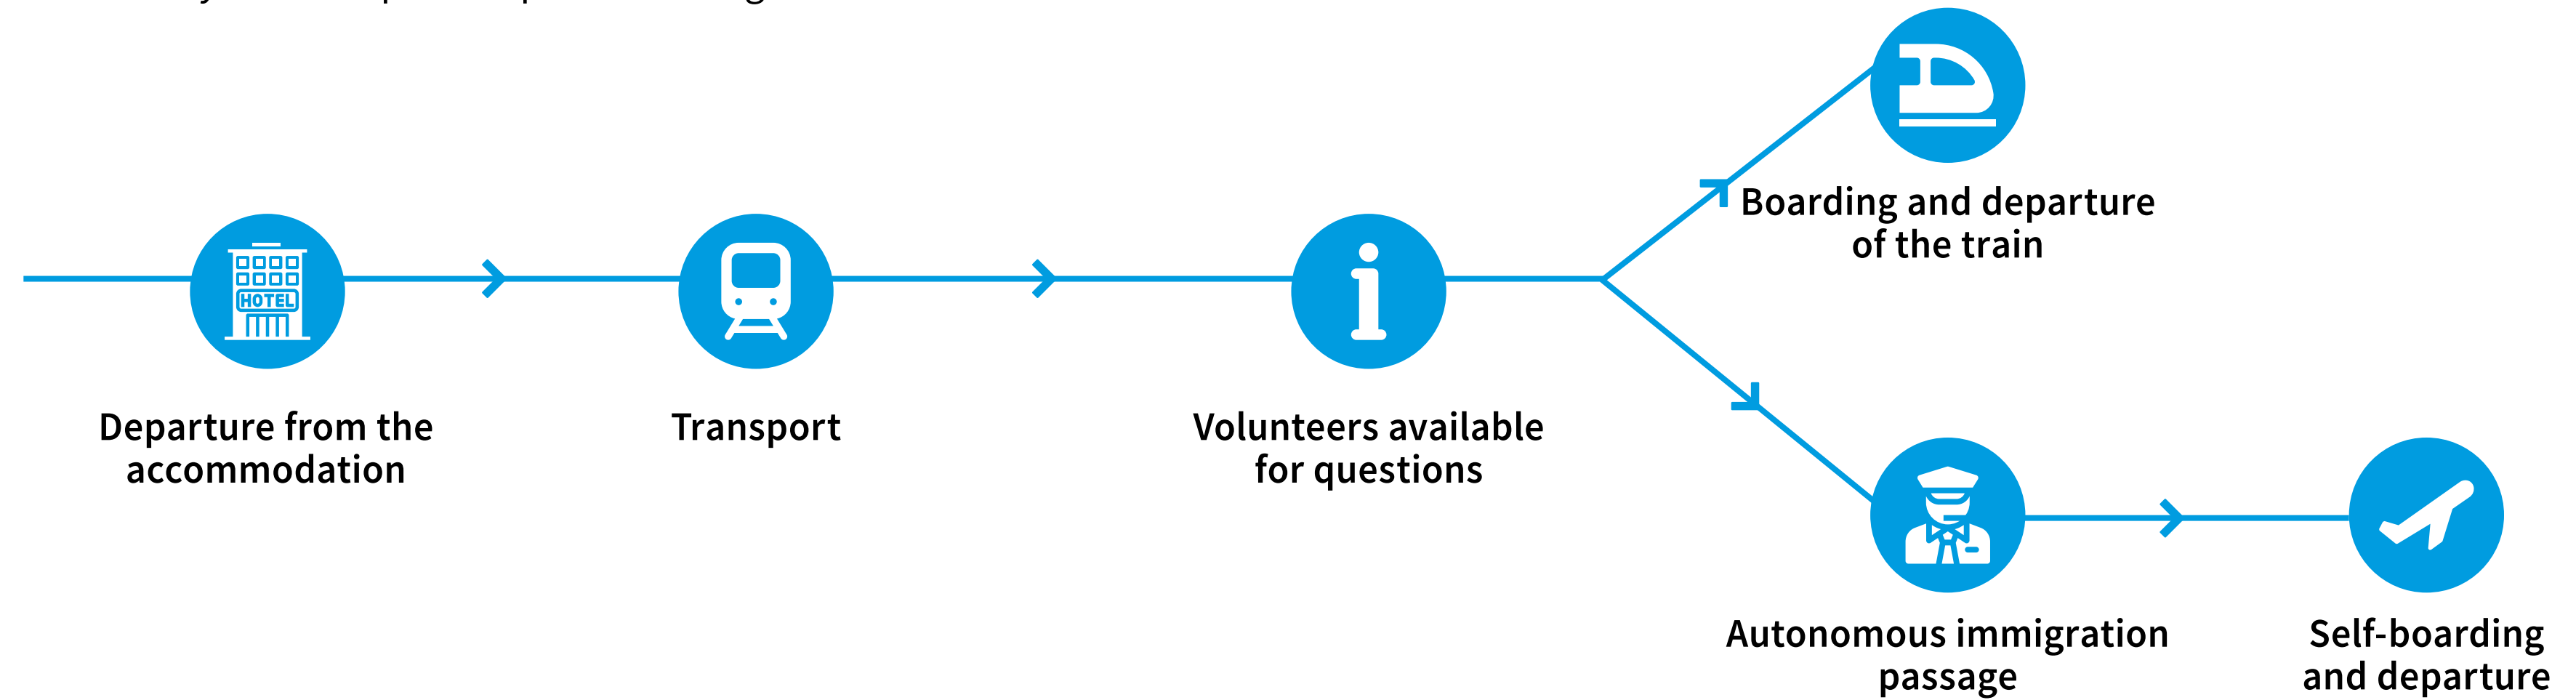 HOTEL
Departure from the
accommodation
Transport
Volunteers available
for questions
Boarding and departure
of the train
Autonomous immigration
passage
Self-boarding
and departure